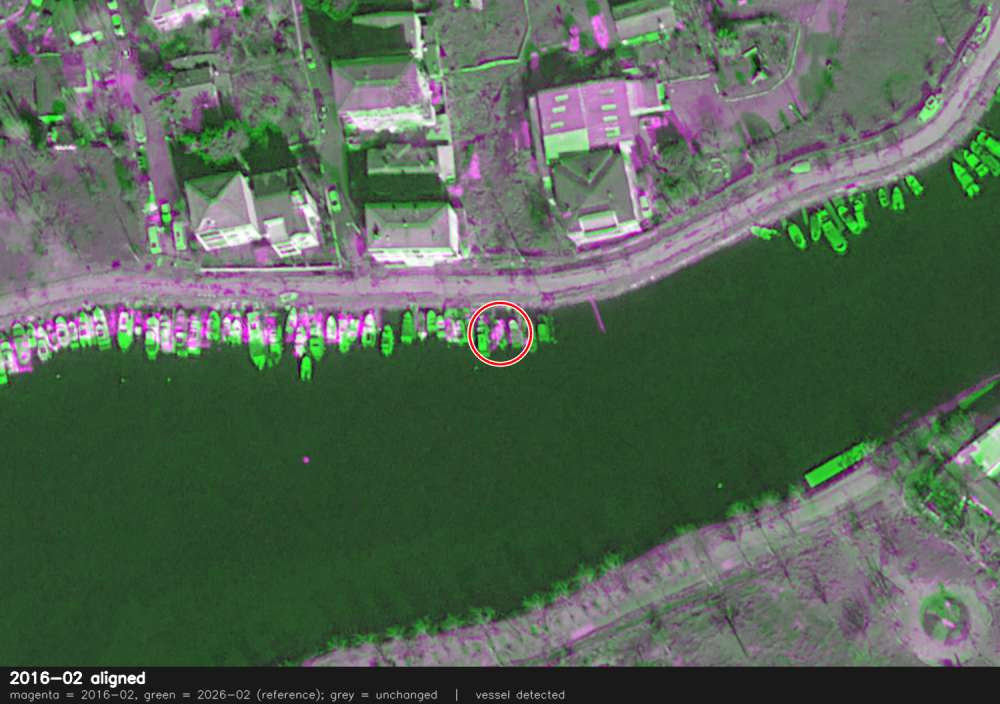 2016-02 aligned
magenta = 2016-02, green = 2026-02 (reference); grey = unchanged | vessel detected